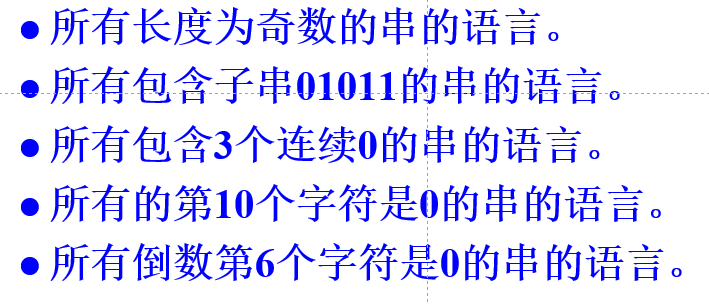 ●所有长度为奇数的串的语言。
●所有包含子串01011的串的语言。
●所有包含3个连续0的串的语言。
●所有的第10个字符是0的串的语言。
●所有倒数第6个字符是0的串的语言。